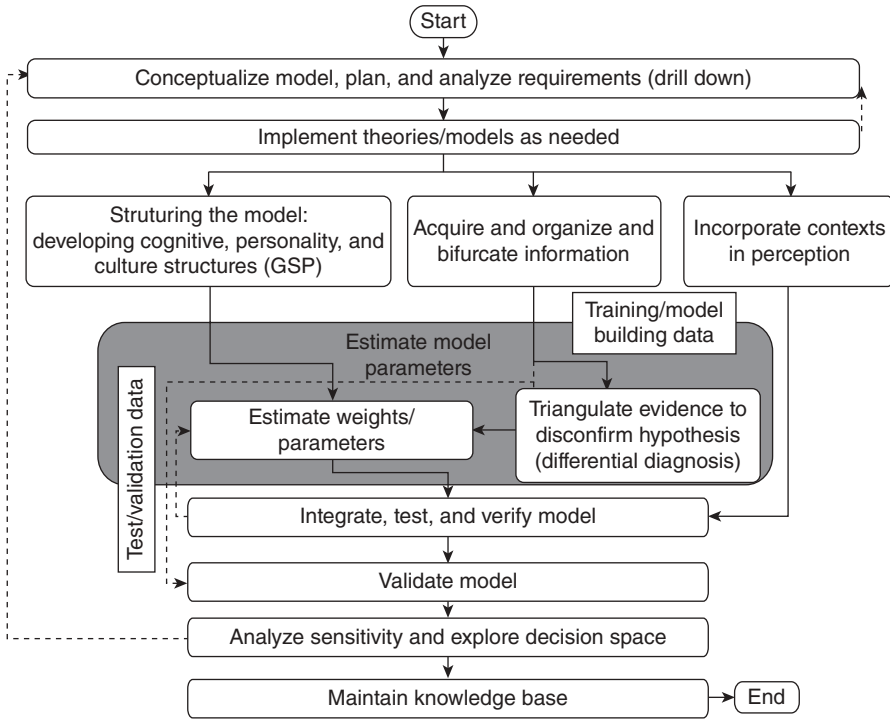 Start
Conceptualize model, plan, and analyze requirements (drill down)
Implement theories/models as needed
Struturing the model:
developing cognitive, personality, and
culture structures (GSP)
Acquire and organize and
bifurcate information
Incorporate contexts
in perception
Training/model
building data
Estimate model
parameters
Test/validation data
Estimate weights/
parameters
Triangulate evidence to
disconfirm hypothesis
(differential diagnosis)
Integrate, test, and verify model
Validate model
Analyze sensitivity and explore decision space
Maintain knowledge base
End